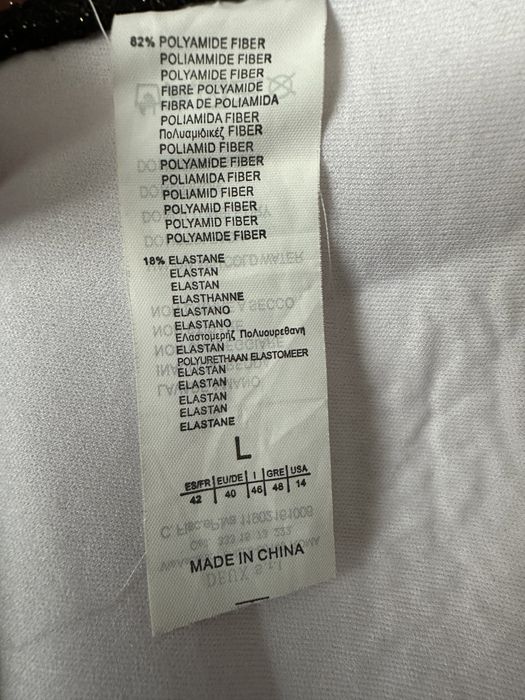 82% POLYAMIDE FIBER
POLIAMMIDE FIBER
POLYAMIDE FIBER
FIBRE POLYAMIDE
FIBRA DE POLIAMIDA
POLIAMIDA FIBER
Πολυαμιδικέζ FIBER
POLIAMID FIBER
POLYAMIDE FIBER
POLIAMIDA FIBER
POLIAMID FIBER
POLYAMID FIBER
POLYAMID FIBER
POLYAMIDE FIBER
18% ELASTANE
ELASTAN
ELASTAN
ELASTHANNE
ELASTANO
ELASTANO
Ελαστομερήζ Πολυουρεθανη
ELASTAN
POLYURETHAAN ELASTOMEER
ELASTAN
ELASTAN
ELASTAN
ELASTAN
ELASTANE
L
ES/FR EU/DE I GRE USA
42 40 46 48 14
MADE IN CHINA